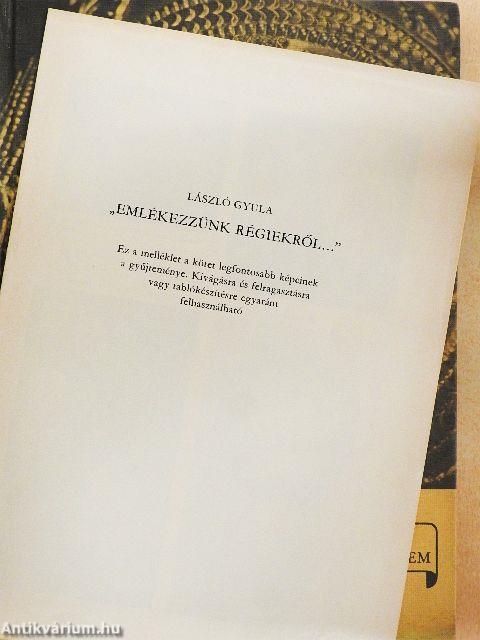 LÁSZLÓ GYULA
„EMLÉKEZZÜNK RÉGIEKRŐL..."
Ez a melléklet a kötet legfontosabb képeinek
a gyűjteménye. Kivágásra és felragasztásra
vagy tablókészítésre egyaránt
felhasználható
EM
Antikvárium.hu